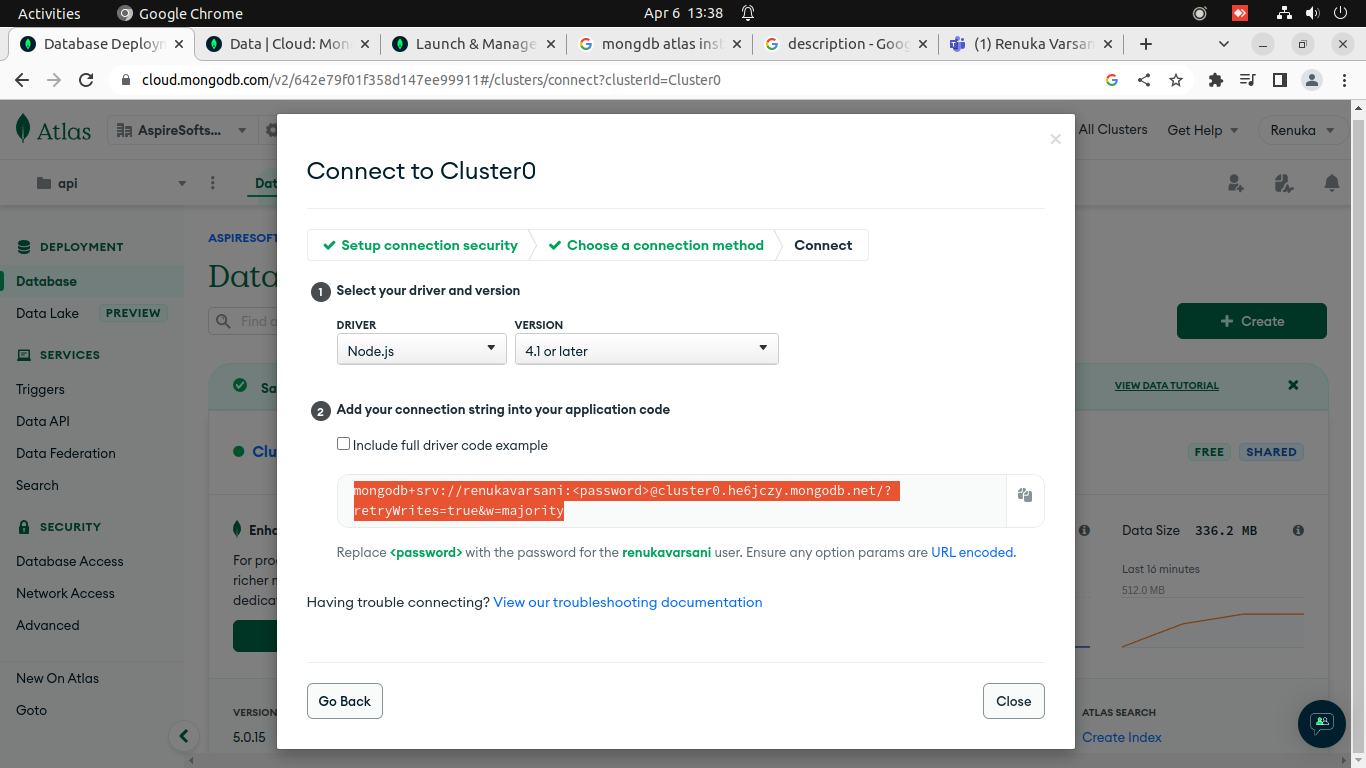 Activities
Google Chrome
Apr 6 13:38
Database Deploym
Data | Cloud: Mon
Launch & Manage
mongdb atlas inst
description - Goog
(1) Renuka Varsan
cloud.mongodb.com/v2/642e79f01f358d147ee99911#/clusters/connect?clusterId=Cluster0
Atlas
AspireSofts...
All Clusters
Get Help
Renuka
api
Dat
DEPLOYMENT
Database
Data Lake
PREVIEW
SERVICES
Triggers
Data API
Data Federation
Search
SECURITY
Database Access
Network Access
Advanced
New On Atlas
Goto
ASPIRESOFT
Data
Find a
Create
Sa
VIEW DATA TUTORIAL
Clu
FREE
SHARED
Enha
For prod
richer m
dedicat
Data Size 336.2 MB
Last 16 minutes
512.0 MB
VERSION
5.0.15
ATLAS SEARCH
Create Index
Connect to Cluster0
Setup connection security
Choose a connection method
Connect
1 Select your driver and version
DRIVER
VERSION
Node.js
4.1 or later
2 Add your connection string into your application code
Include full driver code example
mongodb+srv://renukavarsani:<password>@cluster0.he6jczy.mongodb.net/?
retryWrites=true&w=majority
Replace <password> with the password for the renukavarsani user. Ensure any option params are URL encoded.
Having trouble connecting? View our troubleshooting documentation
Go Back
Close